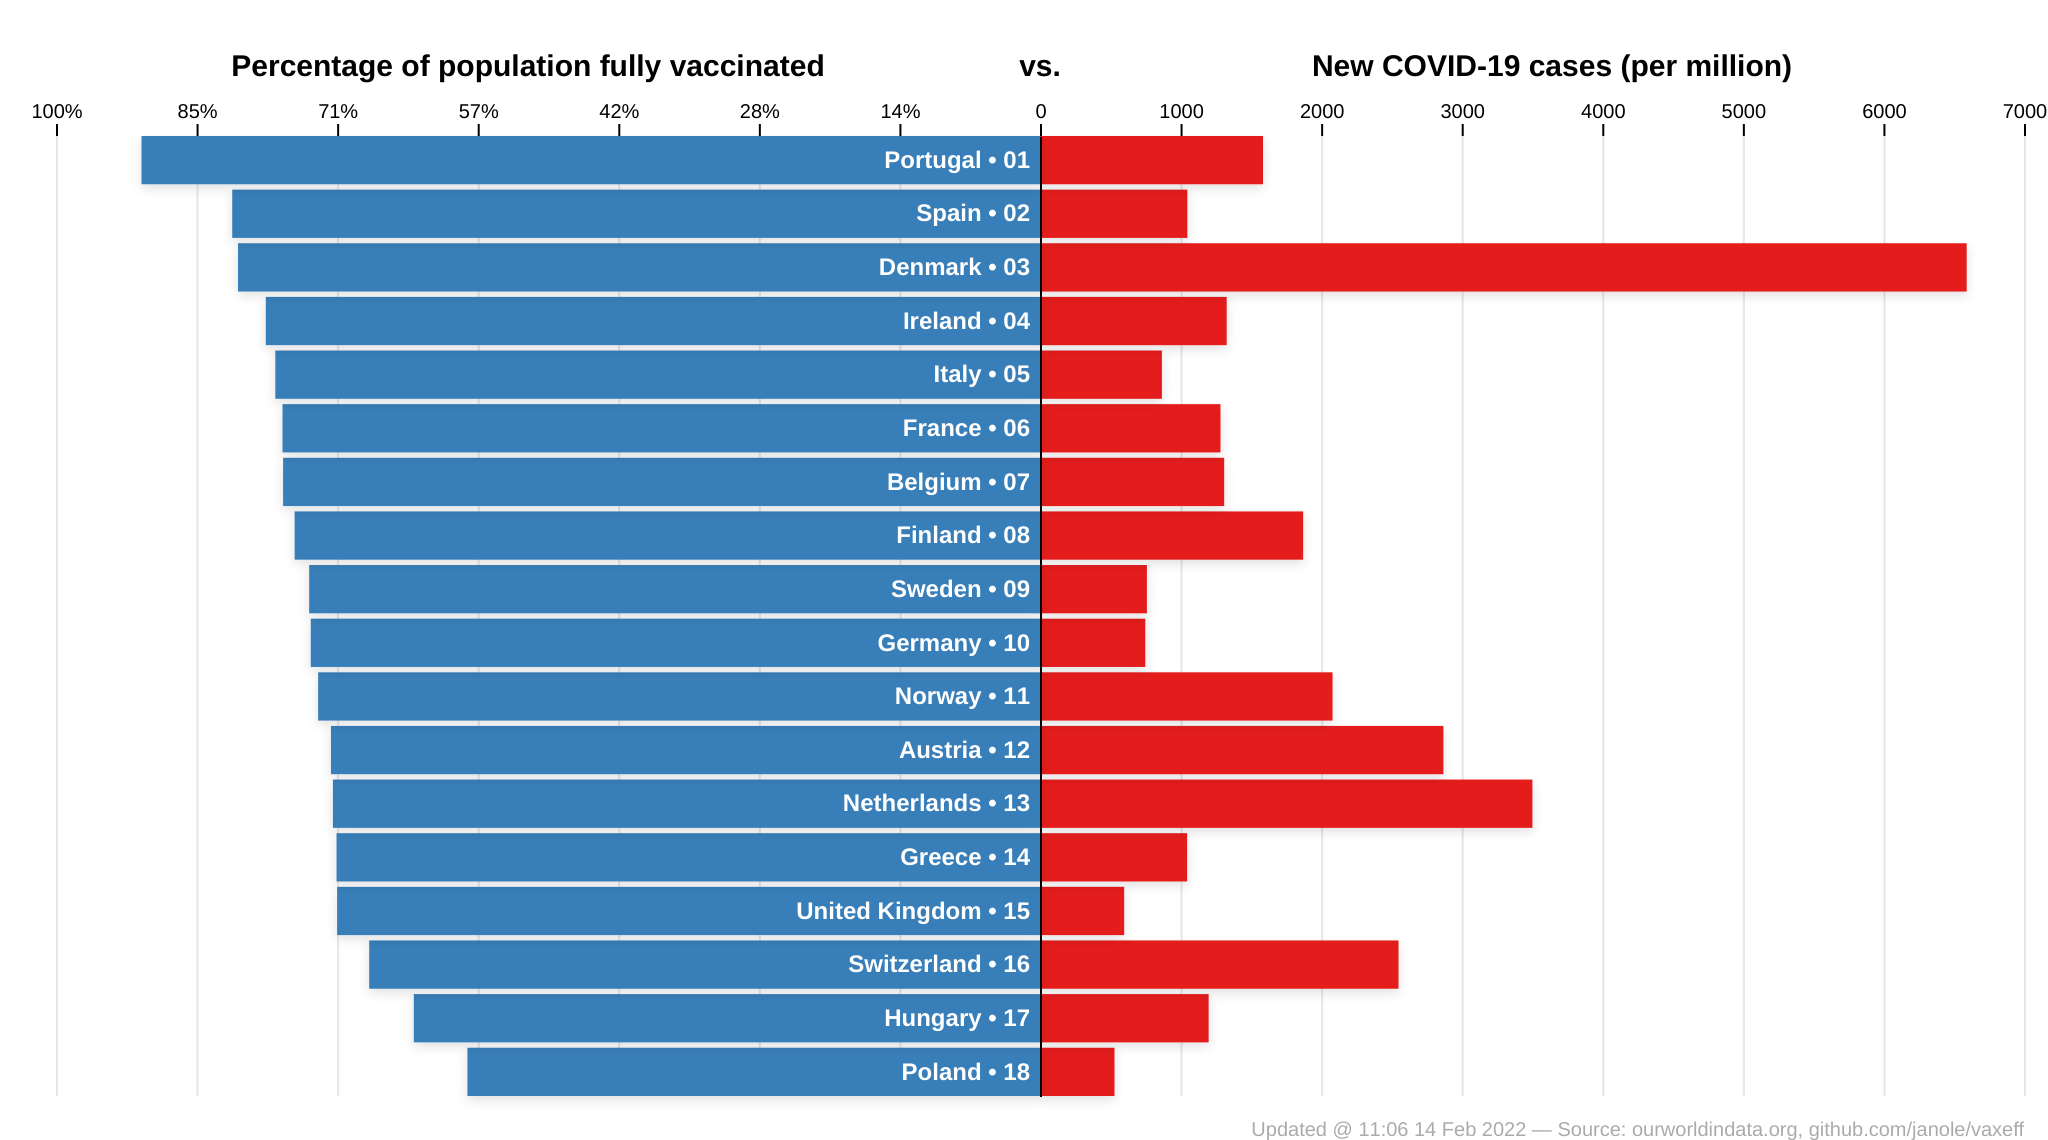 Percentage of population fully vaccinated vs. New COVID-19 cases (per million)
100% 85% 71% 57% 42% 28% 14% 0 1000 2000 3000 4000 5000 6000 7000
Portugal • 01
Spain • 02
Denmark • 03
Ireland • 04
Italy • 05
France • 06
Belgium • 07
Finland • 08
Sweden • 09
Germany • 10
Norway • 11
Austria • 12
Netherlands • 13
Greece • 14
United Kingdom • 15
Switzerland • 16
Hungary • 17
Poland • 18
Updated @ 11:06 14 Feb 2022 — Source: ourworldindata.org, github.com/janole/vaxeff